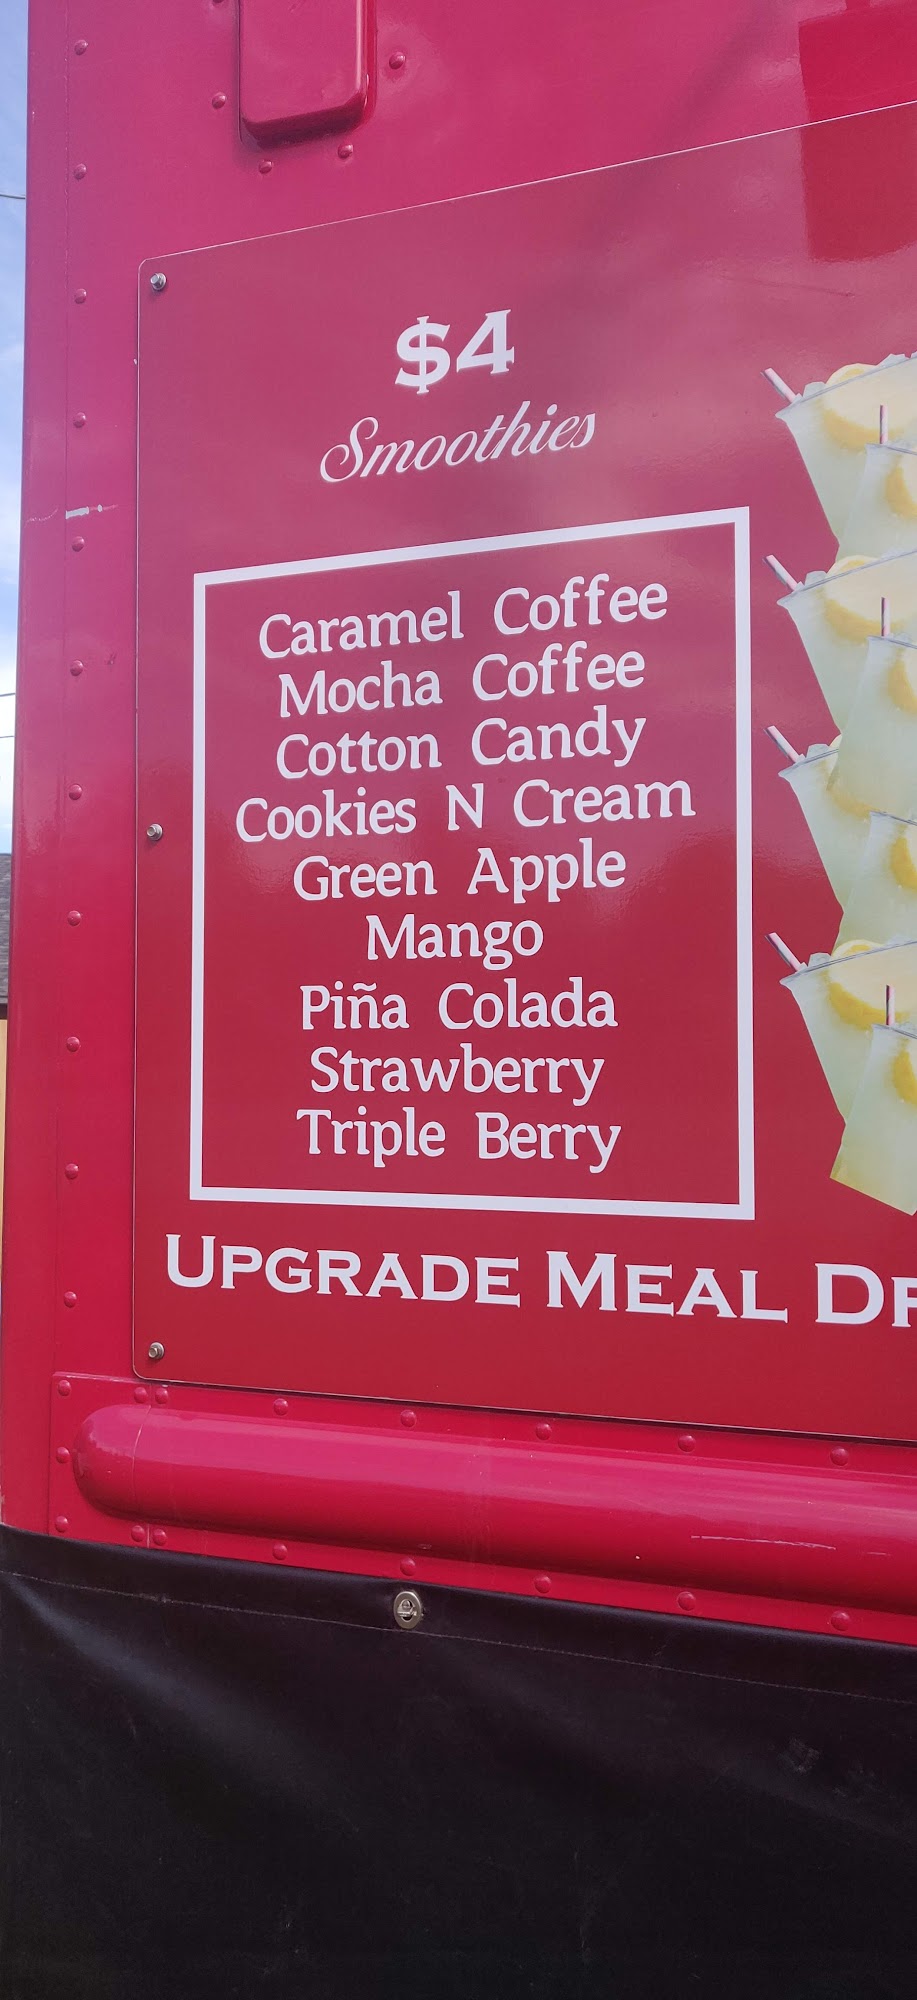 $4
Smoothies
Caramel Coffee
Mocha Coffee
Cotton Candy
Cookies N Cream
Green Apple
Mango
Piña Colada
Strawberry
Triple Berry
UPGRADE MEAL